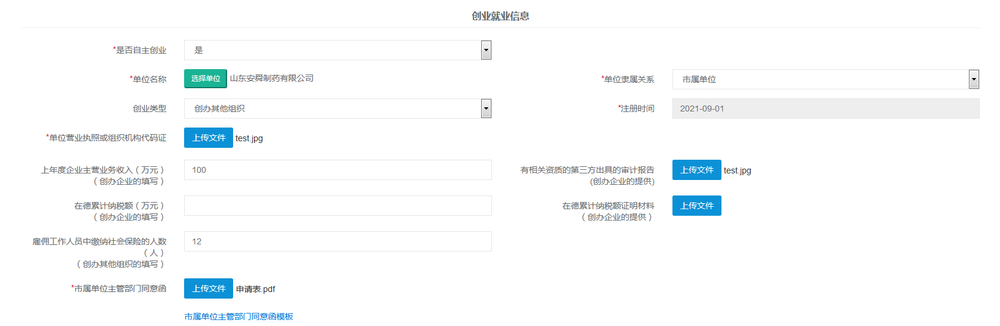 创业就业信息
*是否自主创业 是
*单位名称 选择单位 山东安舜制药有限公司 *单位隶属关系 市属单位
创业类型 创办其他组织 *注册时间 2021-09-01
*单位营业执照或组织机构代码证 上传文件 test.jpg
上年度企业主营业务收入（万元） 100 有相关资质的第三方出具的审计报告 上传文件 test.jpg
（创办企业的填写） (创办企业的提供)
在德累计纳税额（万元） 在德累计纳税额证明材料 上传文件
（创办企业的填写） （创办企业的提供）
雇佣工作人员中缴纳社会保险的人数 12
（人）
（创办其他组织的填写）
*市属单位主管部门同意函 上传文件 申请表.pdf
市属单位主管部门同意函模板